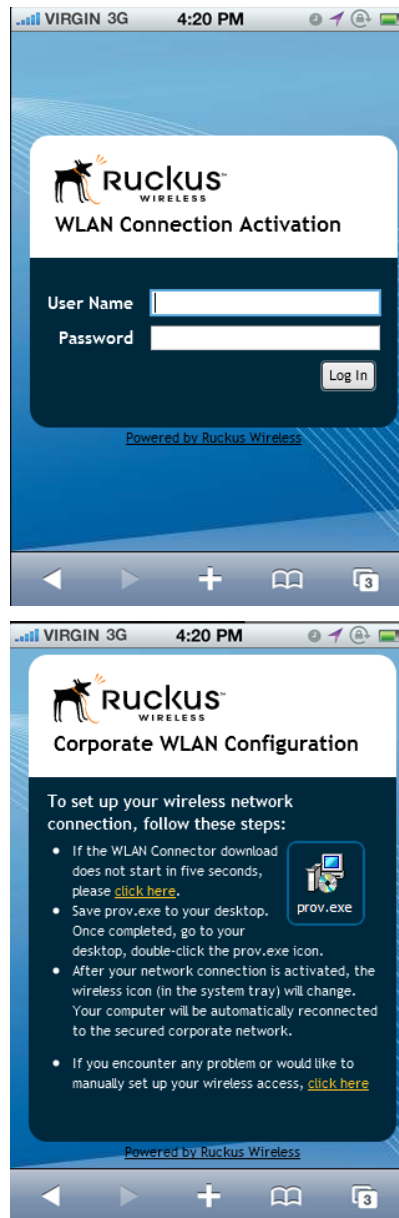 VIRGIN 3G 4:20 PM
RUCKUS™
WIRELESS
WLAN Connection Activation
User Name
Password
Log In
Powered by Ruckus Wireless
3
VIRGIN 3G 4:20 PM
RUCKUS™
WIRELESS
Corporate WLAN Configuration
To set up your wireless network
connection, follow these steps:
• If the WLAN Connector download
does not start in five seconds,
please click here.
• Save prov.exe to your desktop.
Once completed, go to your
desktop, double-click the prov.exe icon.
prov.exe
• After your network connection is activated, the
wireless icon (in the system tray) will change.
Your computer will be automatically reconnected
to the secured corporate network.
• If you encounter any problem or would like to
manually set up your wireless access, click here
Powered by Ruckus Wireless
3